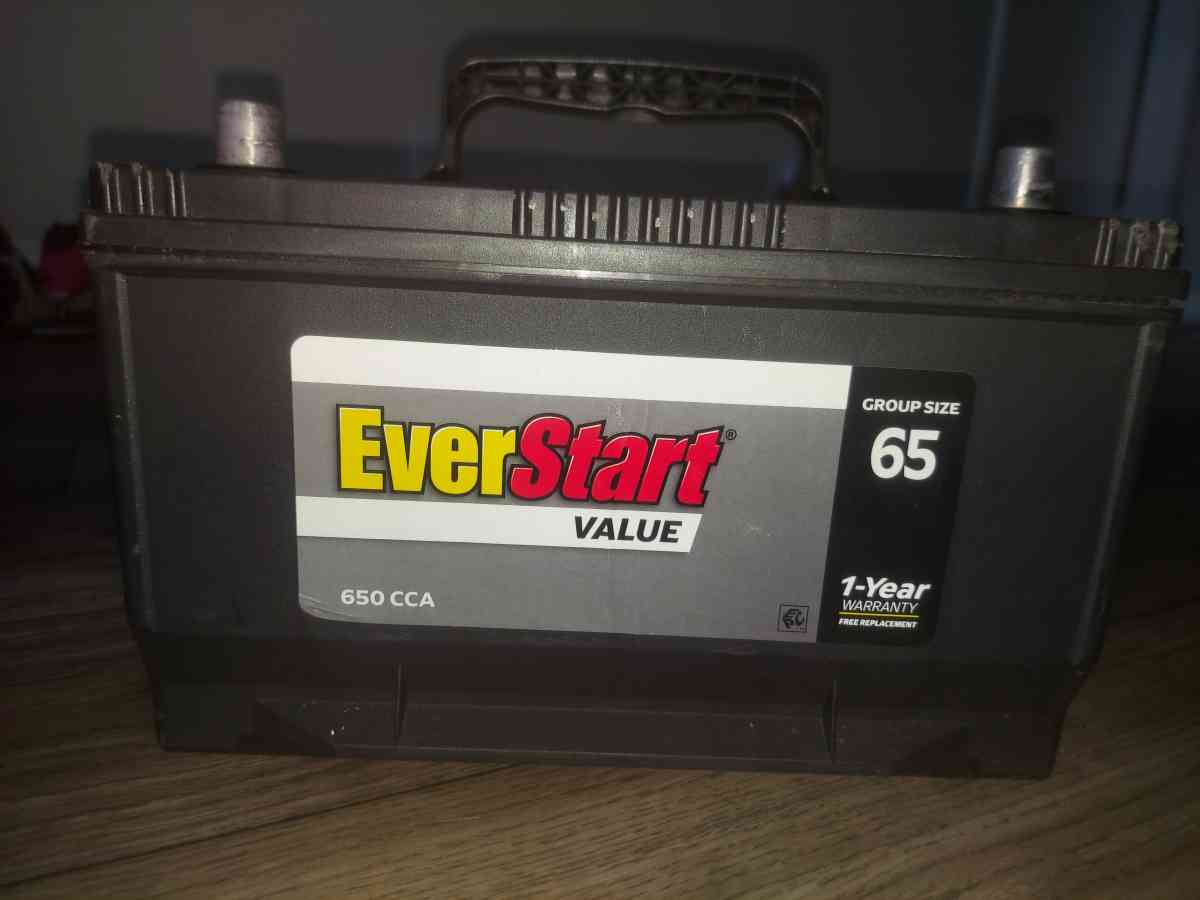 EverStart®
VALUE
650 CCA
GROUP SIZE
65
1-Year
WARRANTY
FREE REPLACEMENT